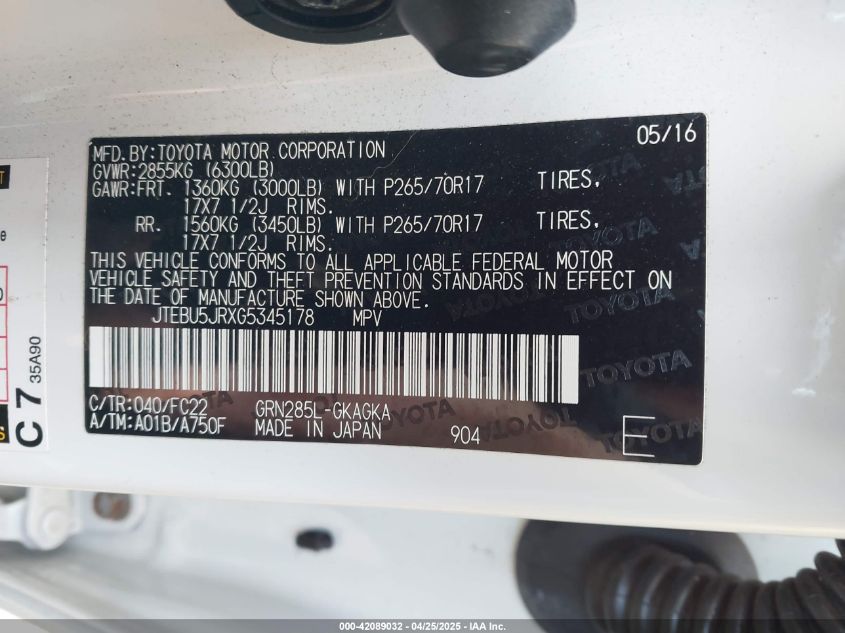 05/16
MFD.BY:TOYOTA MOTOR CORPORATION
GVWR:2855KG (6300LB)
GAWR:FRT. 1360KG (3000LB) WITH P265/70R17 TIRES,
17X7 1/2J RIMS.
RR. 1560KG (3450LB) WITH P265/70R17 TIRES,
17X7 1/2J RIMS.
THIS VEHICLE CONFORMS TO ALL APPLICABLE FEDERAL MOTOR
VEHICLE SAFETY AND THEFT PREVENTION STANDARDS IN EFFECT ON
THE DATE OF MANUFACTURE SHOWN ABOVE.
JTEBU5JRXG5345178 MPV
C/TR:040/FC22 GRN285L-GKAGKA
A/TM:A01B/A750F MADE IN JAPAN 904 E
TOYOTA
TOYOTA
TOYOTA
C 7
35A90
000-42089032 - 04/25/2025 - IAA Inc.